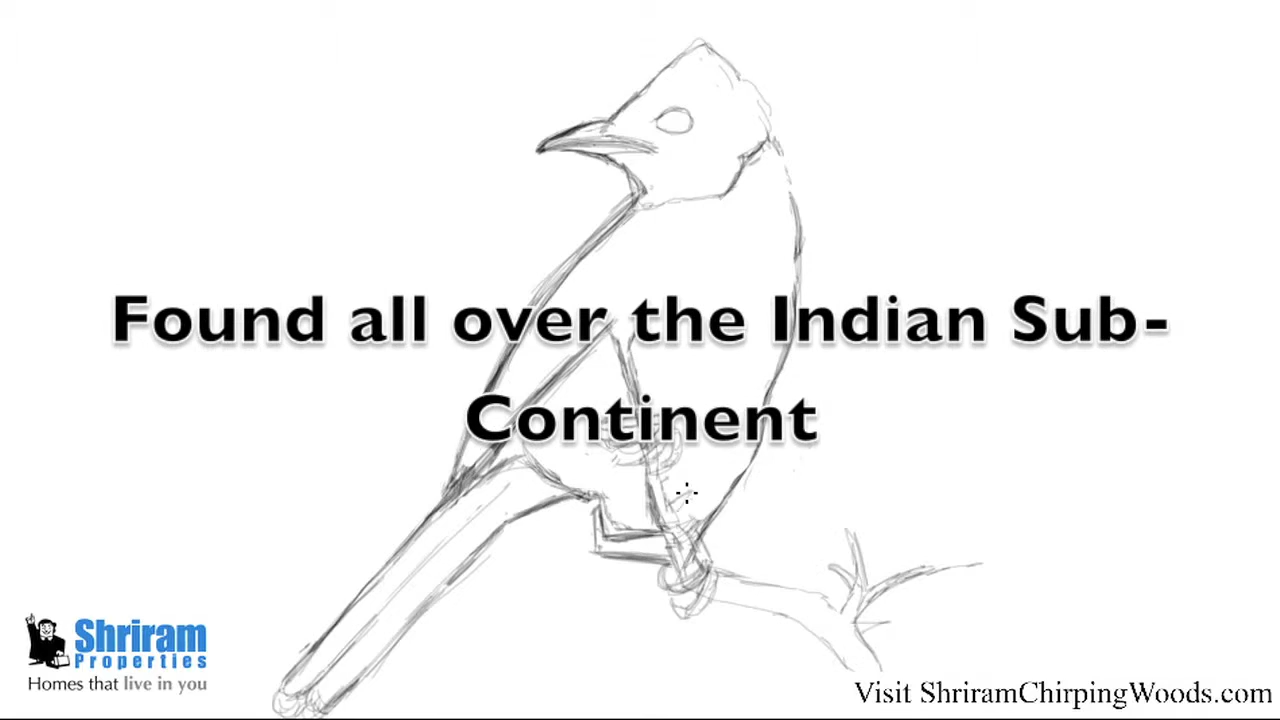 Found all over the Indian Sub-
Continent
Shriram
Properties
Homes that live in you
Visit ShriramChirpingWoods.com